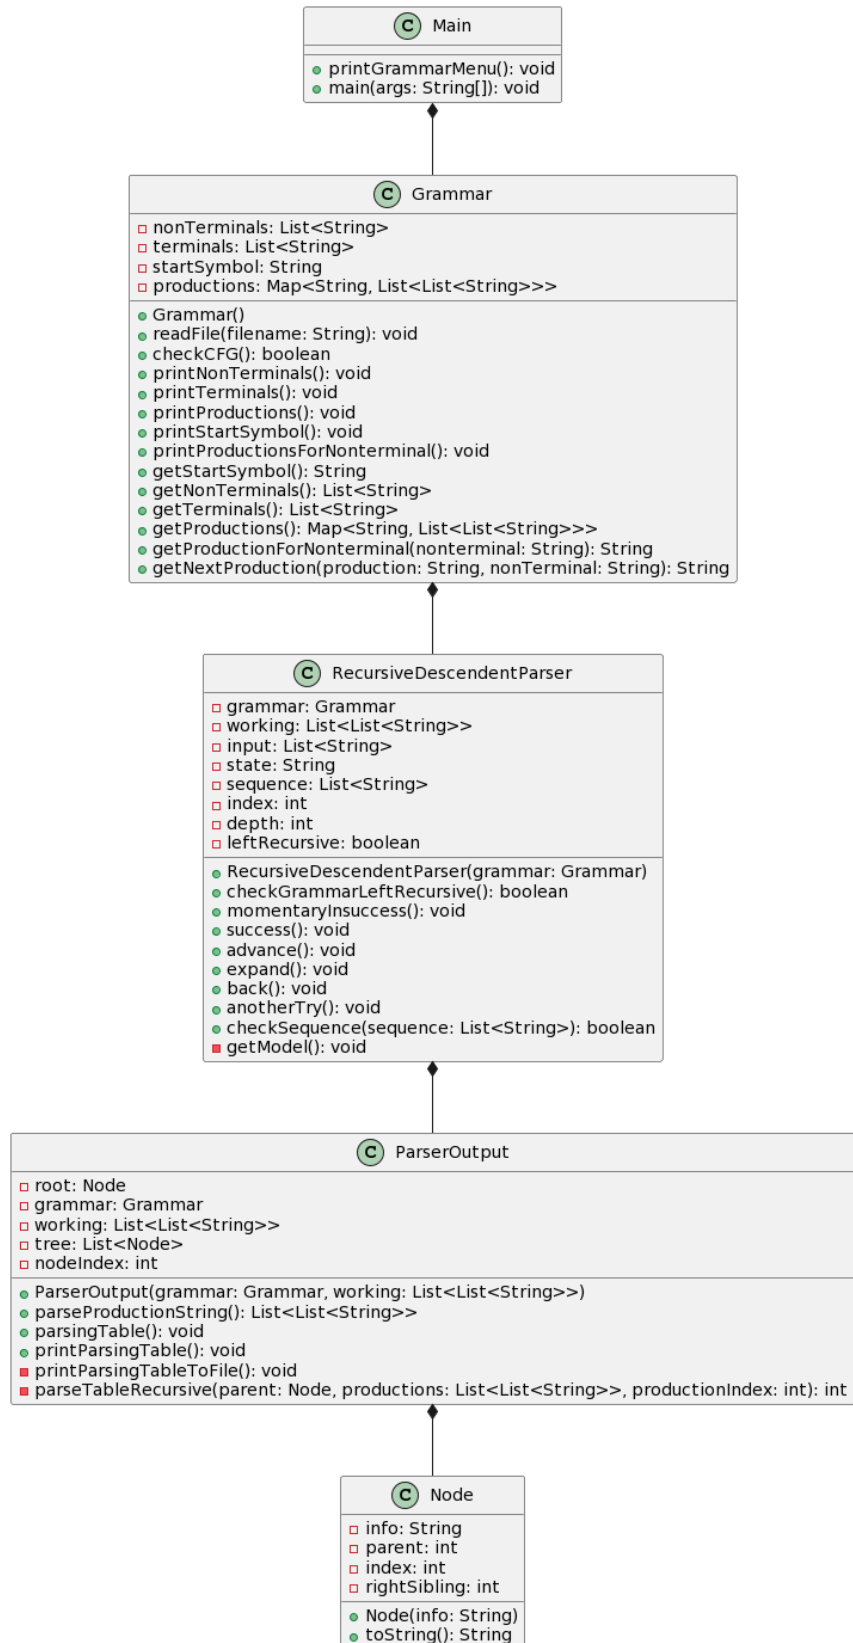 C Main
printGrammarMenu(): void
main(args: String[]): void
C Grammar
nonTerminals: List<String>
terminals: List<String>
startSymbol: String
productions: Map<String, List<List<String>>>
Grammar()
readFile(filename: String): void
checkCFG(): boolean
printNonTerminals(): void
printTerminals(): void
printProductions(): void
printStartSymbol(): void
printProductionsForNonterminal(): void
getStartSymbol(): String
getNonTerminals(): List<String>
getTerminals(): List<String>
getProductions(): Map<String, List<List<String>>>
getProductionForNonterminal(nonterminal: String): String
getNextProduction(production: String, nonTerminal: String): String
C RecursiveDescendentParser
grammar: Grammar
working: List<List<String>>
input: List<String>
state: String
sequence: List<String>
index: int
depth: int
leftRecursive: boolean
RecursiveDescendentParser(grammar: Grammar)
checkGrammarLeftRecursive(): boolean
momentaryInsuccess(): void
success(): void
advance(): void
expand(): void
back(): void
anotherTry(): void
checkSequence(sequence: List<String>): boolean
getModel(): void
C ParserOutput
root: Node
grammar: Grammar
working: List<List<String>>
tree: List<Node>
nodeIndex: int
ParserOutput(grammar: Grammar, working: List<List<String>>)
parseProductionString(): List<List<String>>
parsingTable(): void
printParsingTable(): void
printParsingTableToFile(): void
parseTableRecursive(parent: Node, productions: List<List<String>>, productionIndex: int): int
C Node
info: String
parent: int
index: int
rightSibling: int
Node(info: String)
toString(): String